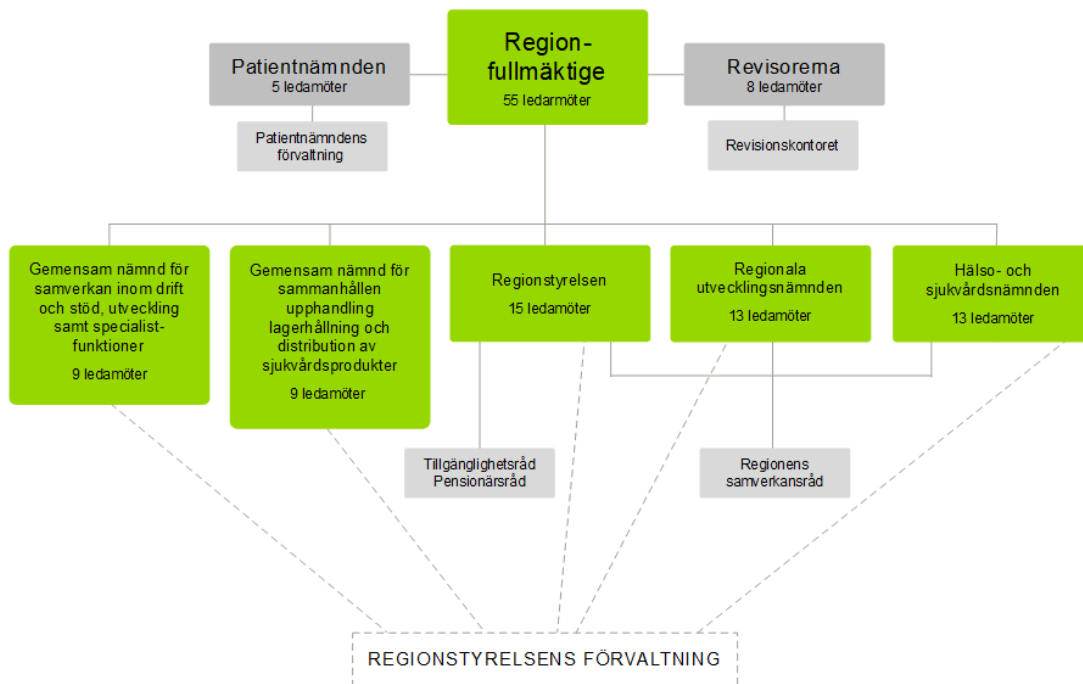 Region-
fullmäktige
55 ledarmöter
Patientnämnden
5 ledamöter
Revisorerna
8 ledamöter
Patientnämndens
förvaltning
Revisionskontoret
Gemensam nämnd för
samverkan inom drift
och stöd, utveckling
samt specialist-
funktioner
9 ledamöter
Gemensam nämnd för
sammanhållen
upphandling
lagerhållning och
distribution av
sjukvårdsprodukter
9 ledamöter
Regionstyrelsen
15 ledamöter
Regionala
utvecklingsnämnden
13 ledamöter
Hälso- och
sjukvårdsnämnden
13 ledamöter
Tillgänglighetsråd
Pensionärsråd
Regionens
samverkansråd
REGIONSTYRELSENS FÖRVALTNING